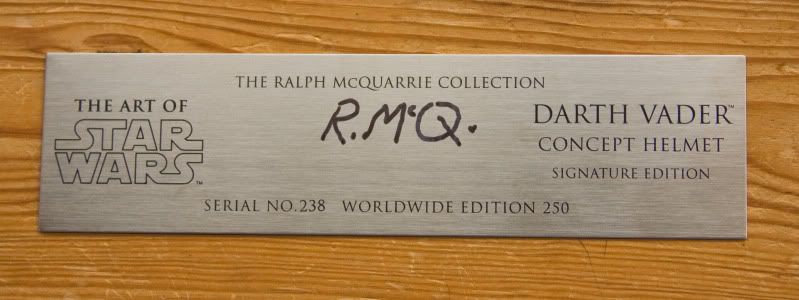 THE RALPH McQUARRIE COLLECTION
THE ART OF
STAR
WARS™
R.McQ.
DARTH VADER™
CONCEPT HELMET
SIGNATURE EDITION
SERIAL NO.238 WORLDWIDE EDITION 250